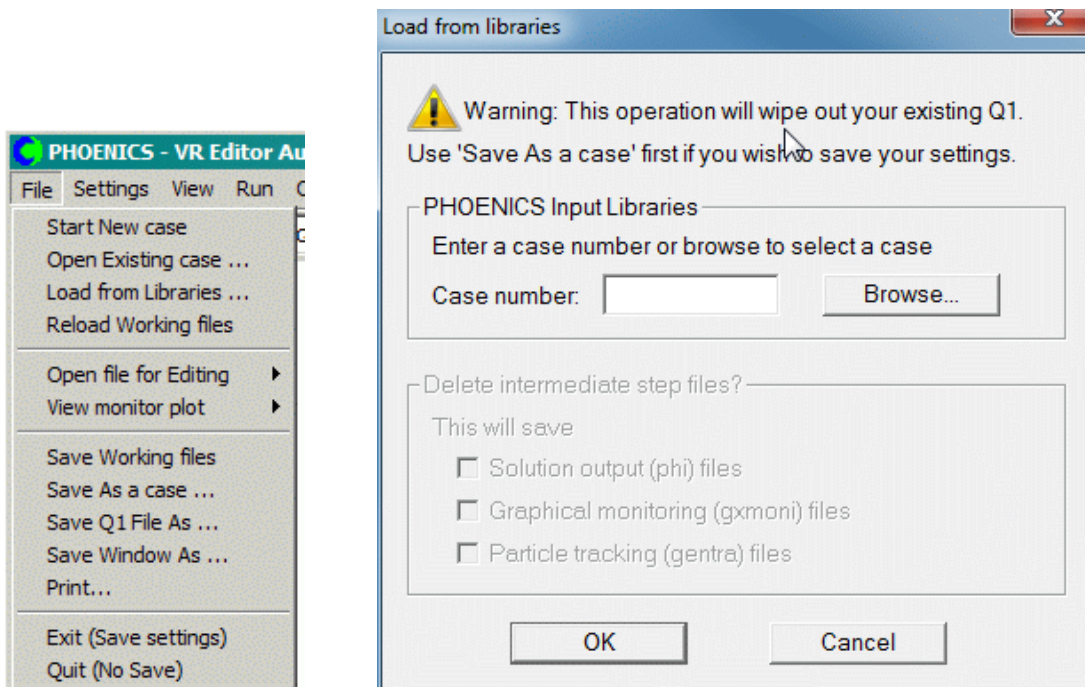 PHOENICS - VR Editor Au
File Settings View Run
Start New case
Open Existing case ...
Load from Libraries ...
Reload Working files
Open file for Editing
View monitor plot
Save Working files
Save As a case ...
Save Q1 File As ...
Save Window As ...
Print...
Exit (Save settings)
Quit (No Save)
Load from libraries
Warning: This operation will wipe out your existing Q1.
Use 'Save As a case' first if you wish to save your settings.
PHOENICS Input Libraries
Enter a case number or browse to select a case
Case number: Browse...
Delete intermediate step files?
This will save
Solution output (phi) files
Graphical monitoring (gxmoni) files
Particle tracking (gentra) files
OK Cancel